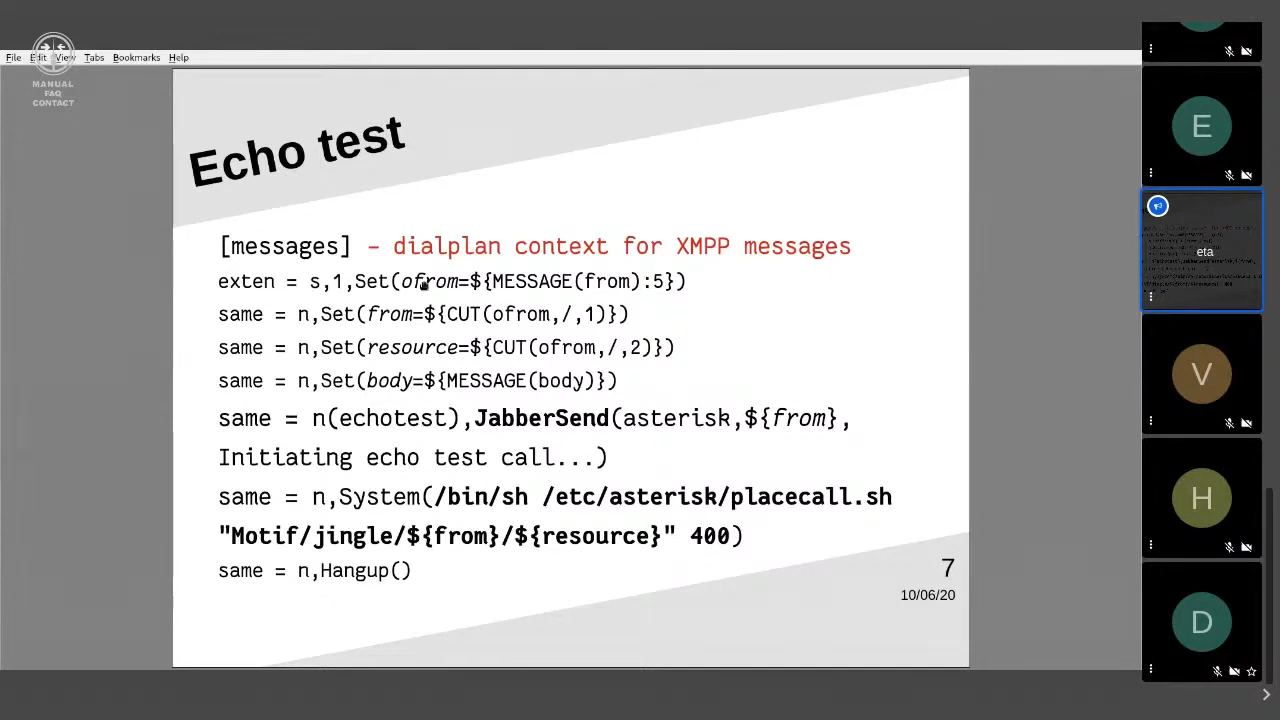 File Edit View Tabs Bookmarks Help
MANUAL
FAQ
CONTACT
Echo test
[messages] – dialplan context for XMPP messages
exten = s,1,Set(ofrom=${MESSAGE(from):5})
same = n,Set(from=${CUT(ofrom,/,1)})
same = n,Set(resource=${CUT(ofrom,/,2)})
same = n,Set(body=${MESSAGE(body)})
same = n(echotest),JabberSend(asterisk,${from},
Initiating echo test call...)
same = n,System(/bin/sh /etc/asterisk/placecall.sh
"Motif/jingle/${from}/${resource}" 400)
same = n,Hangup()
7
10/06/20
E
eta
V
H
D